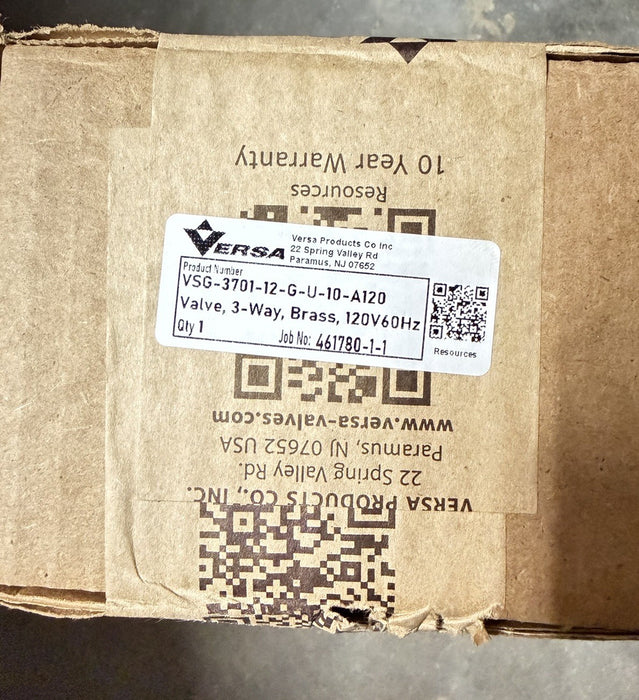 10 Year Warranty
Resources
VERSA
Versa Products Co Inc
22 Spring Valley Rd
Paramus, NJ 07652
Product Number
VSG-3701-12-G-U-10-A120
Valve, 3-Way, Brass, 120V60Hz
Qty 1
Job No: 461780-1-1
Resources
www.versa-valves.com
Paramus, NJ 07652 USA
22 Spring Valley Rd.
VERSA PRODUCTS CO., INC.